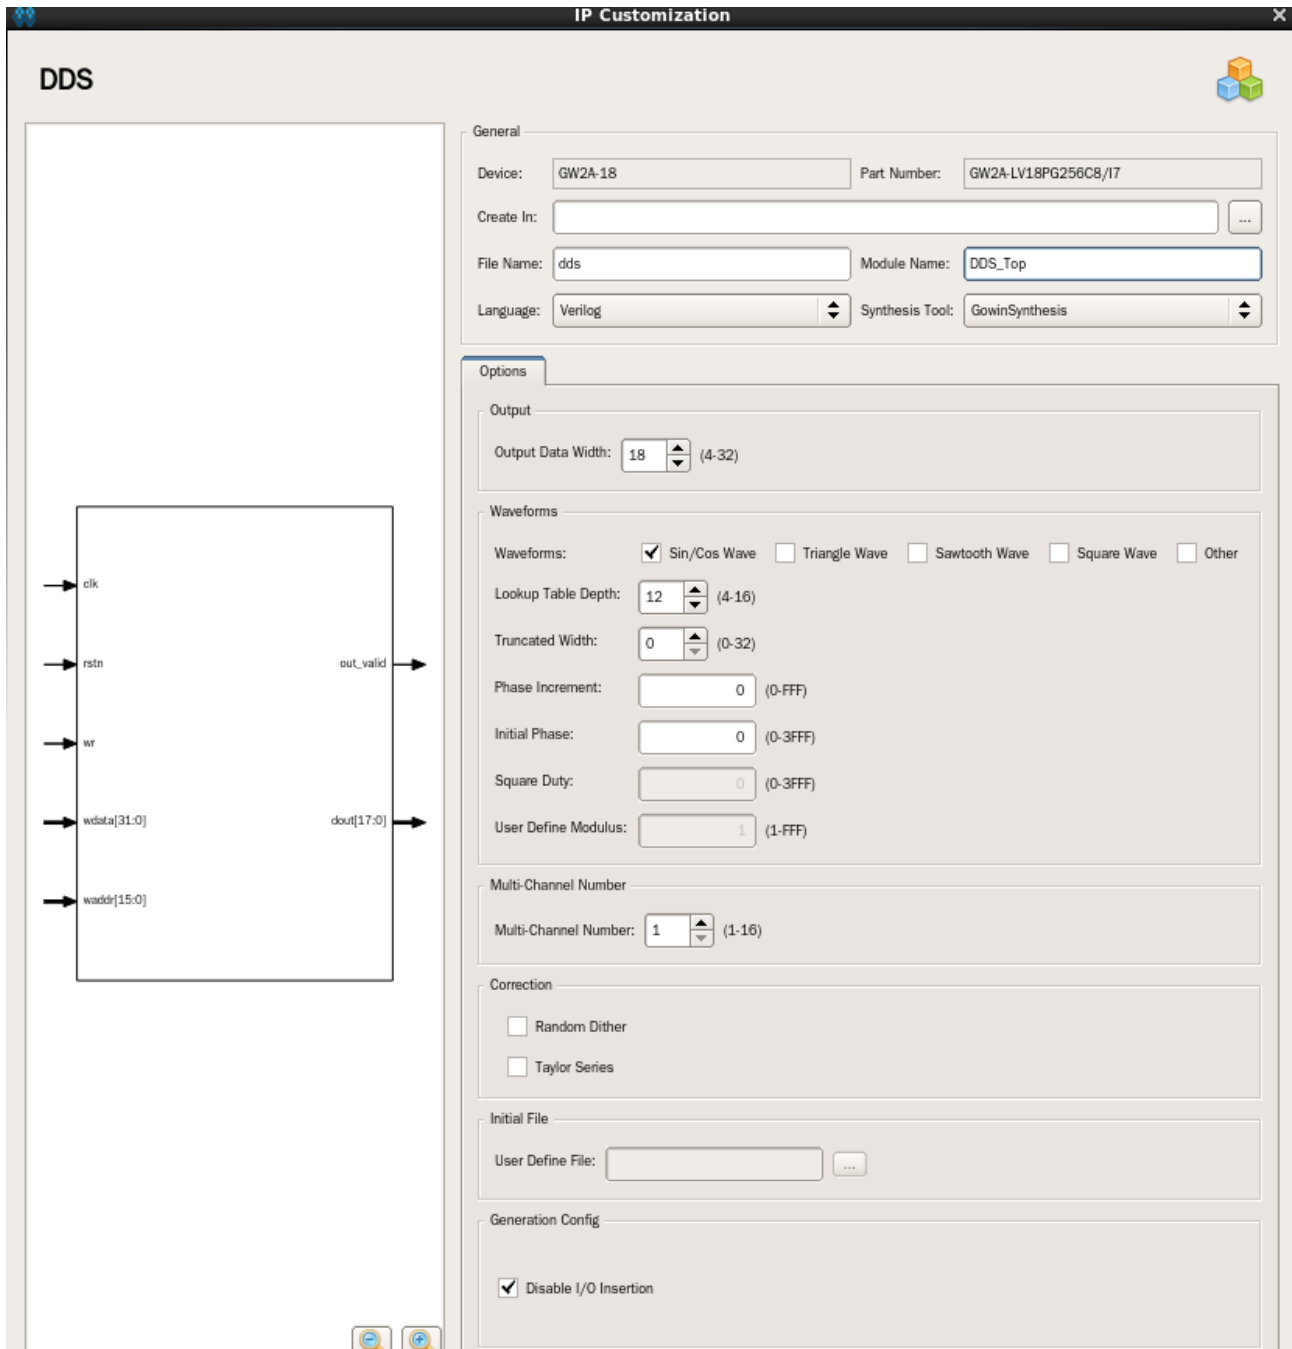 IP Customization
DDS
clk
rstn
out_valid
wr
wdata[31:0]
dout[17:0]
waddr[15:0]
General
Device: GW2A-18 Part Number: GW2A-LV18PG256C8/I7
Create In: ...
File Name: dds Module Name: DDS_Top
Language: Verilog Synthesis Tool: GowinSynthesis
Options
Output
Output Data Width: 18 (4-32)
Waveforms
Waveforms: Sin/Cos Wave Triangle Wave Sawtooth Wave Square Wave Other
Lookup Table Depth: 12 (4-16)
Truncated Width: 0 (0-32)
Phase Increment: 0 (0-FFF)
Initial Phase: 0 (0-3FFF)
Square Duty: 0 (0-3FFF)
User Define Modulus: 1 (1-FFF)
Multi-Channel Number
Multi-Channel Number: 1 (1-16)
Correction
Random Dither
Taylor Series
Initial File
User Define File: ...
Generation Config
Disable I/O Insertion